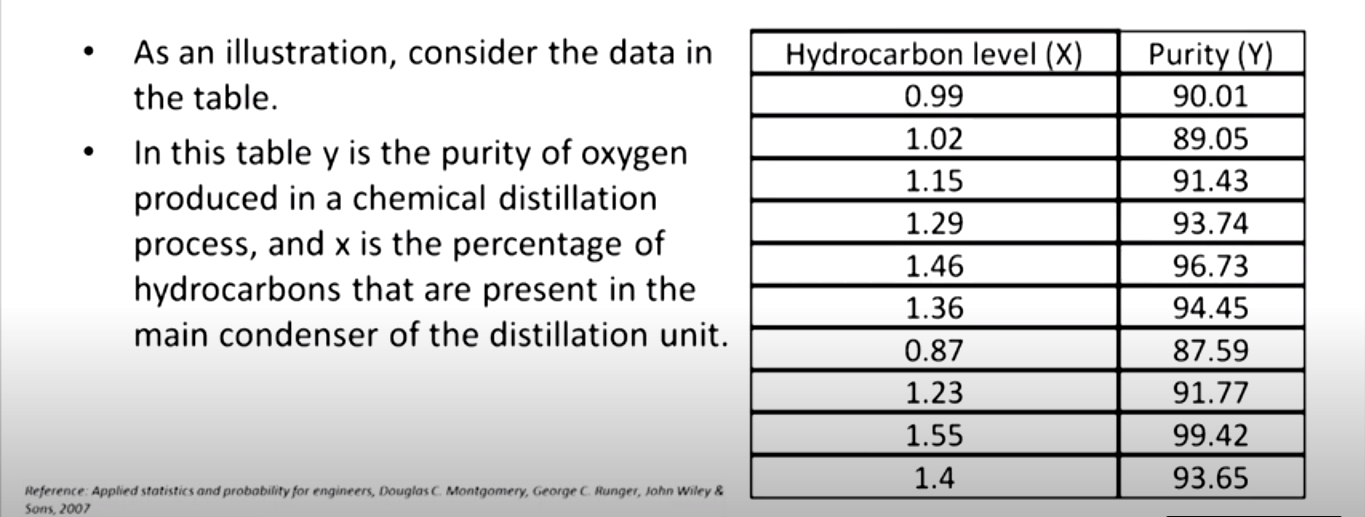 • As an illustration, consider the data in
the table.
• In this table y is the purity of oxygen
produced in a chemical distillation
process, and x is the percentage of
hydrocarbons that are present in the
main condenser of the distillation unit.
Hydrocarbon level (X) Purity (Y)
0.99 90.01
1.02 89.05
1.15 91.43
1.29 93.74
1.46 96.73
1.36 94.45
0.87 87.59
1.23 91.77
1.55 99.42
1.4 93.65
Reference: Applied statistics and probability for engineers, Douglas C. Montgomery, George C. Runger, John Wiley &
Sons, 2007